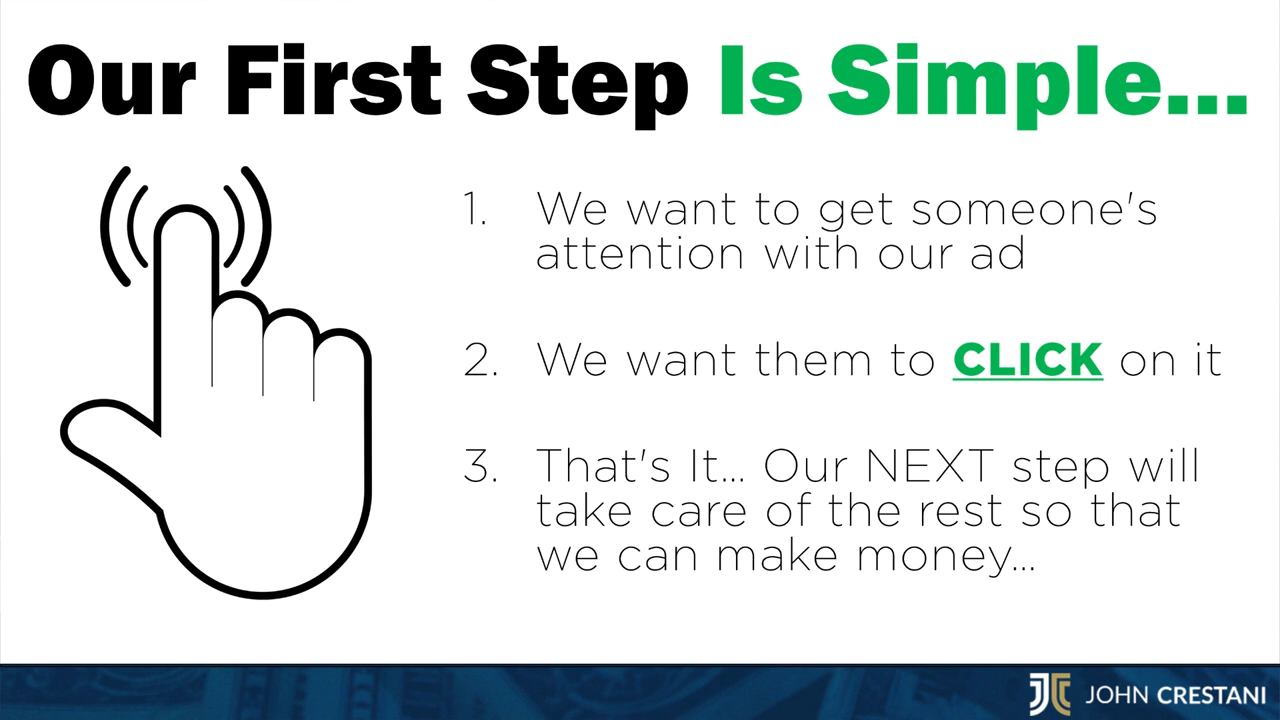 Our First Step Is Simple...
1. We want to get someone's
attention with our ad
2. We want them to CLICK on it
3. That's It... Our NEXT step will
take care of the rest so that
we can make money...
JOHN CRESTANI